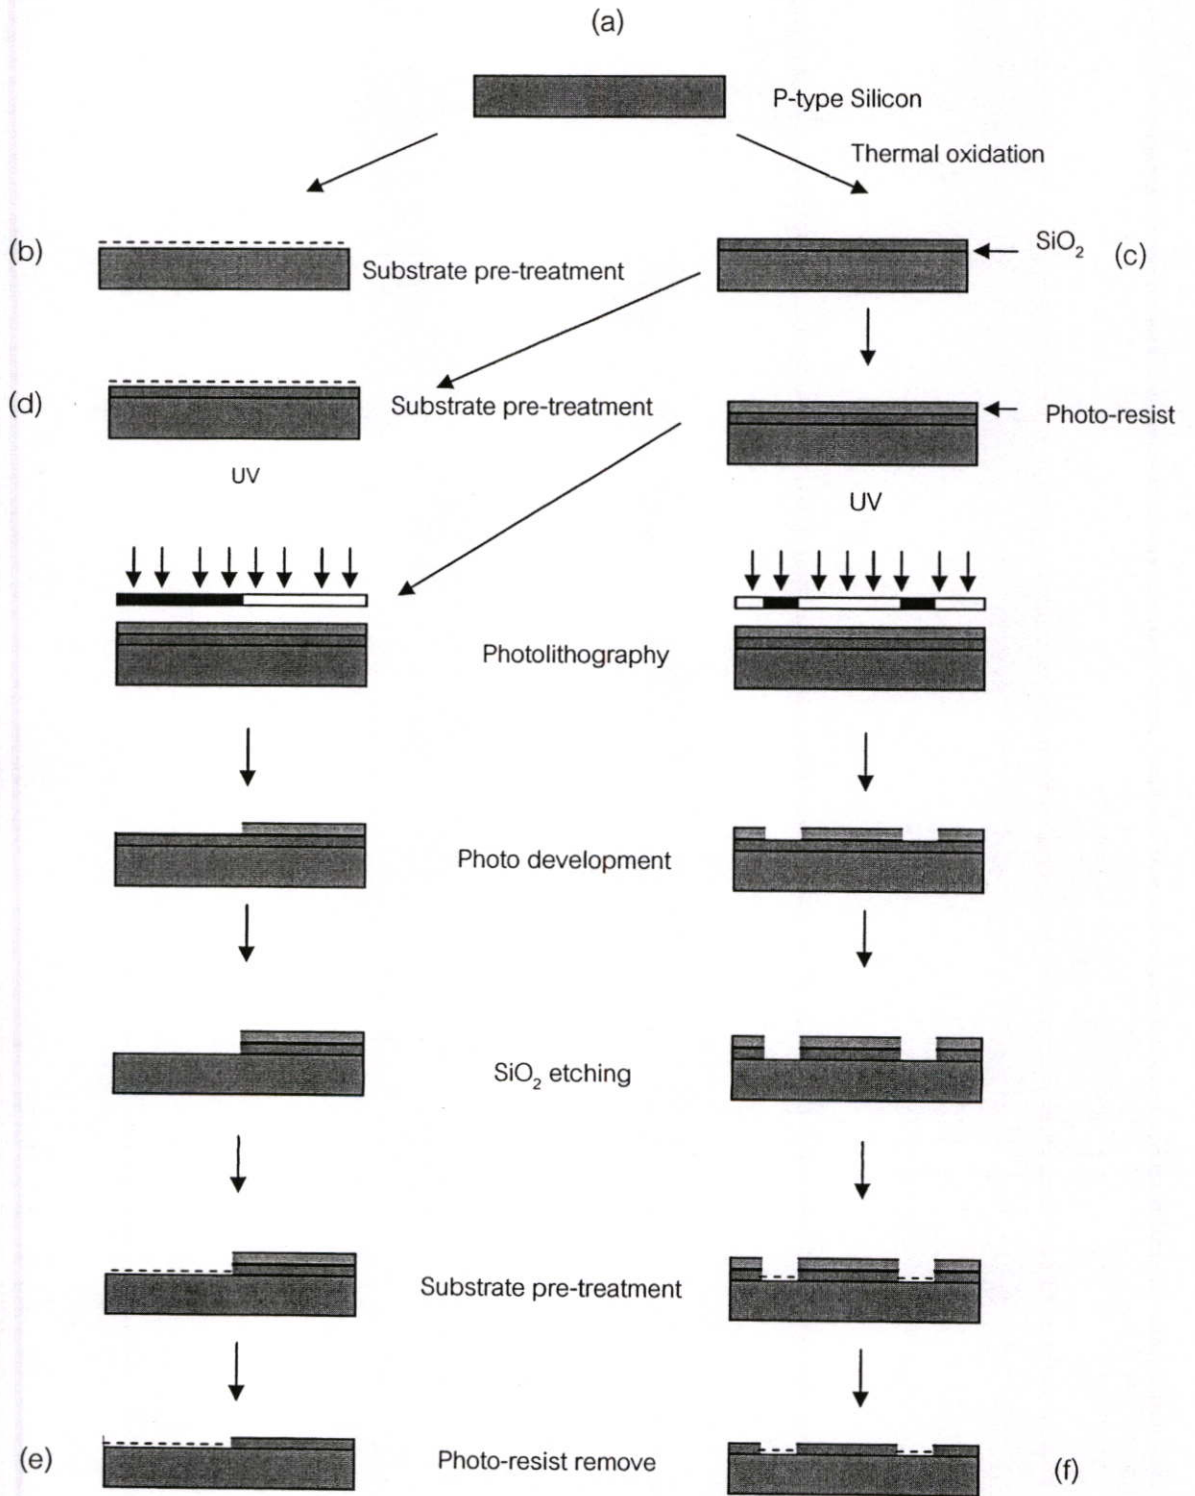 (a)
P-type Silicon
Thermal oxidation
(b)
Substrate pre-treatment
SiO₂
(c)
(d)
Substrate pre-treatment
Photo-resist
UV
UV
Photolithography
Photo development
SiO₂ etching
Substrate pre-treatment
(e)
Photo-resist remove
(f)